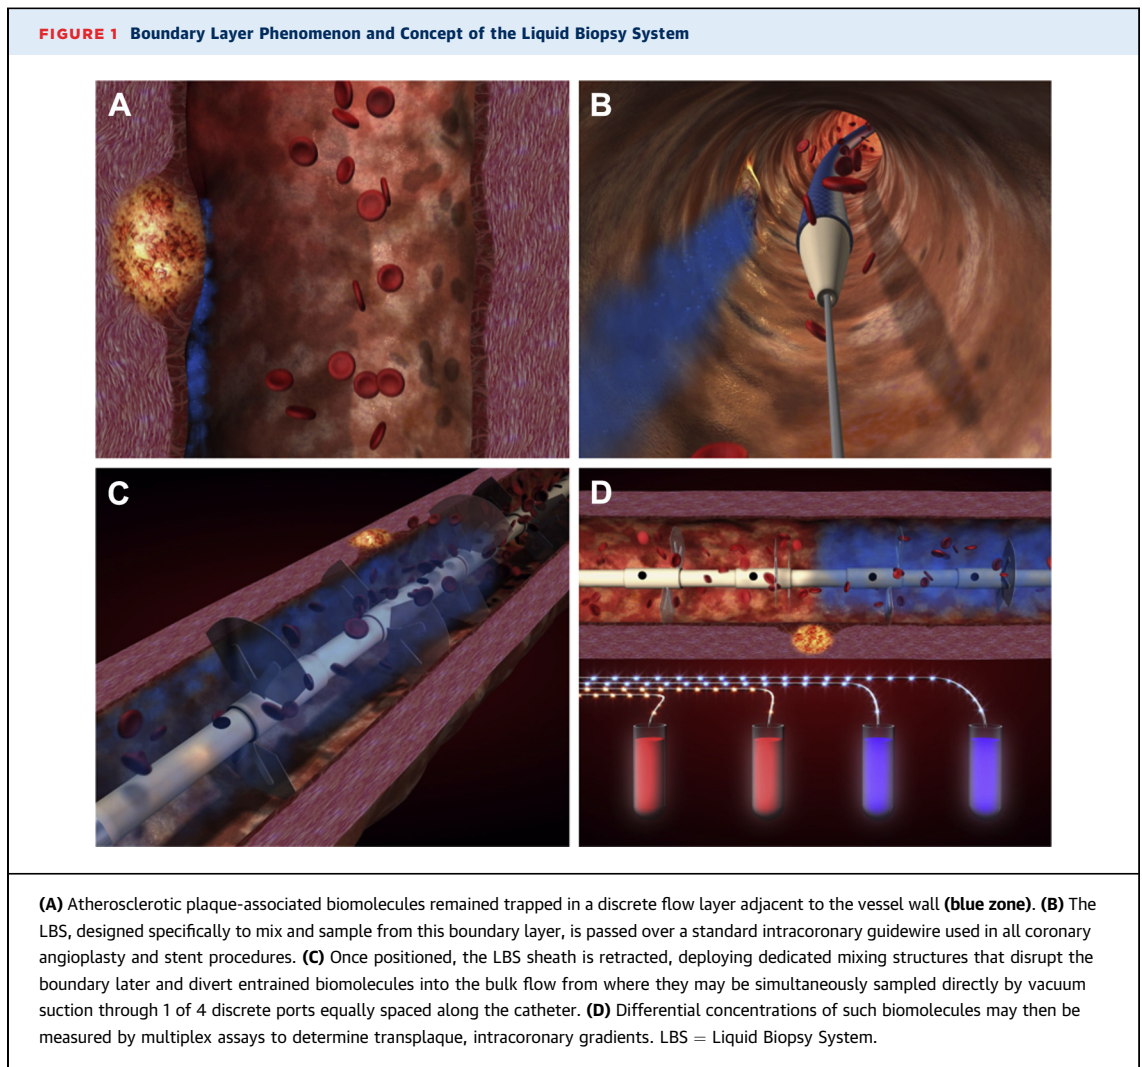 FIGURE 1 Boundary Layer Phenomenon and Concept of the Liquid Biopsy System
A
B
C
D
(A) Atherosclerotic plaque-associated biomolecules remained trapped in a discrete flow layer adjacent to the vessel wall (blue zone). (B) The
LBS, designed specifically to mix and sample from this boundary layer, is passed over a standard intracoronary guidewire used in all coronary
angioplasty and stent procedures. (C) Once positioned, the LBS sheath is retracted, deploying dedicated mixing structures that disrupt the
boundary later and divert entrained biomolecules into the bulk flow from where they may be simultaneously sampled directly by vacuum
suction through 1 of 4 discrete ports equally spaced along the catheter. (D) Differential concentrations of such biomolecules may then be
measured by multiplex assays to determine transplaque, intracoronary gradients. LBS = Liquid Biopsy System.